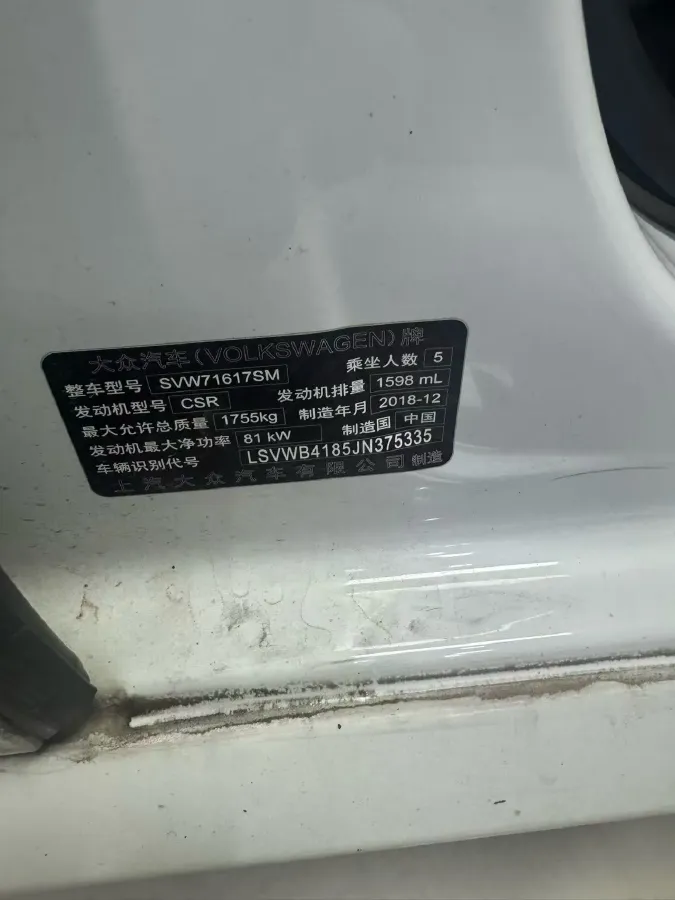 大众汽车(VOLKSWAGEN)牌
整车型号 SVW71617SM 乘坐人数 5
发动机型号 CSR 发动机排量 1598 mL
最大允许总质量 1755kg 制造年月 2018-12
发动机最大净功率 81 kW 制造国 中国
车辆识别代号 LSVWB4185JN375335
上汽大众汽车有限公司 制造